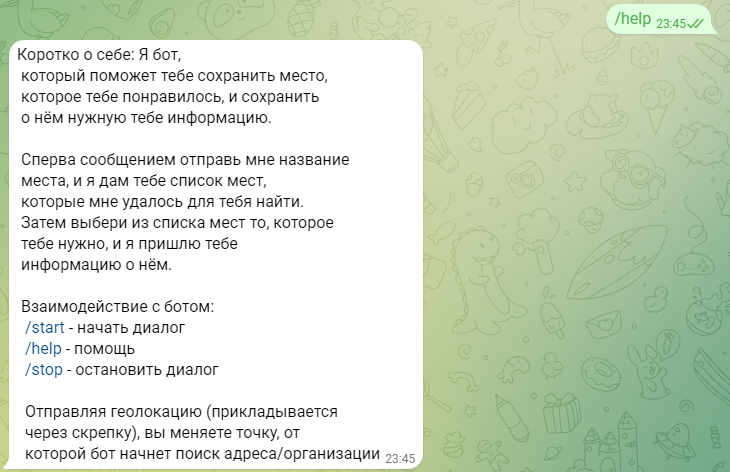 /help 23:45
Коротко о себе: Я бот,
который поможет тебе сохранить место,
которое тебе понравилось, и сохранить
о нём нужную тебе информацию.
Сперва сообщением отправь мне название
места, и я дам тебе список мест,
которые мне удалось для тебя найти.
Затем выбери из списка мест то, которое
тебе нужно, и я пришлю тебе
информацию о нём.
Взаимодействие с ботом:
/start - начать диалог
/help - помощь
/stop - остановить диалог
Отправляя геолокацию (прикладывается
через скрепку), вы меняете точку, от
которой бот начнет поиск адреса/организации 23:45